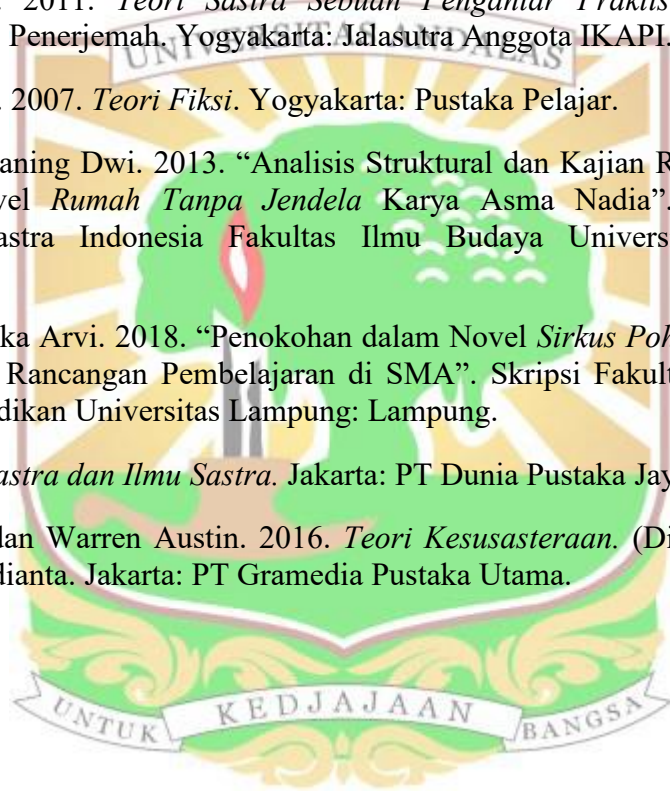 . 2011. Teori Sastra Sebuah Pengantar Praktis
Penerjemah. Yogyakarta: Jalasutra Anggota IKAPI.
UNIVERSITAS ANDALAS
. 2007. Teori Fiksi. Yogyakarta: Pustaka Pelajar.
aning Dwi. 2013. “Analisis Struktural dan Kajian R
vel Rumah Tanpa Jendela Karya Asma Nadia”.
astra Indonesia Fakultas Ilmu Budaya Univers
ka Arvi. 2018. “Penokohan dalam Novel Sirkus Poh
Rancangan Pembelajaran di SMA”. Skripsi Fakult
dikan Universitas Lampung: Lampung.
astra dan Ilmu Sastra. Jakarta: PT Dunia Pustaka Jay
dan Warren Austin. 2016. Teori Kesusasteraan. (Di
dianta. Jakarta: PT Gramedia Pustaka Utama.
UNTUK KEDJAJAAN BANGSA